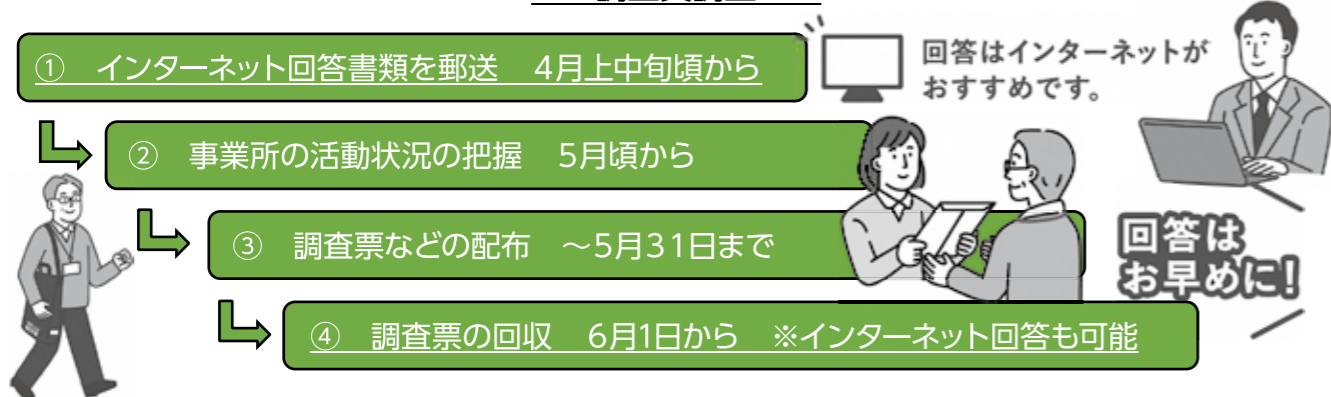 ① インターネット回答書類を郵送 4月上中旬頃から
回答はインターネットが
おすすめです。
② 事業所の活動状況の把握 5月頃から
③ 調査票などの配布 ～5月31日まで
回答は
お早めに!
④ 調査票の回収 6月1日から ※インターネット回答も可能